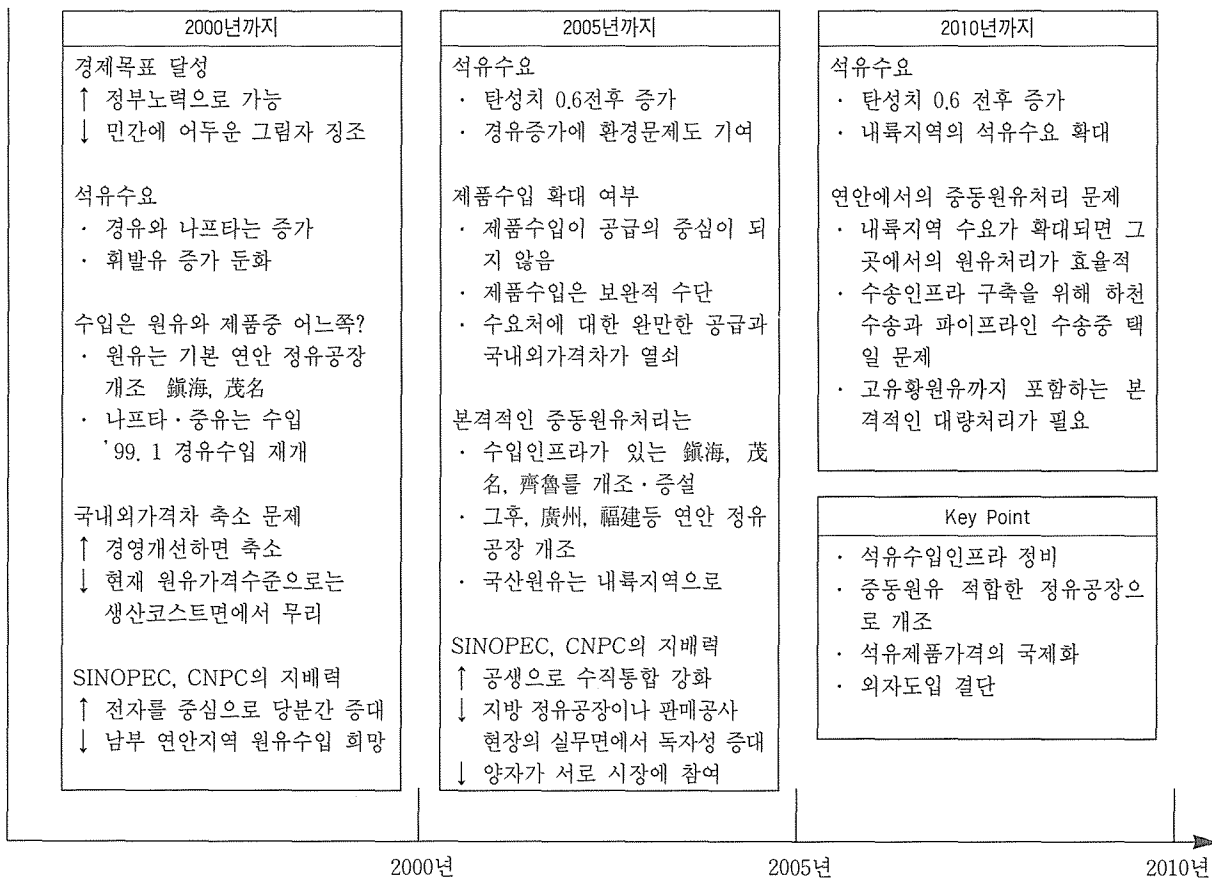 2000년까지
경제목표 달성
↑ 정부노력으로 가능
↓ 민간에 어두운 그림자 징조
석유수요
· 경유와 나프타는 증가
· 휘발유 증가 둔화
수입은 원유와 제품중 어느쪽?
· 원유는 기본 연안 정유공장
개조 鎭海, 茂名
· 나프타·중유는 수입
'99. 1 경유수입 재개
국내외가격차 축소 문제
↑ 경영개선하면 축소
↓ 현재 원유가격수준으로는
생산코스트면에서 무리
SINOPEC, CNPC의 지배력
↑ 전자를 중심으로 당분간 증대
↓ 남부 연안지역 원유수입 희망
2005년까지
석유수요
· 탄성치 0.6전후 증가
· 경유증가에 환경문제도 기여
제품수입 확대 여부
· 제품수입이 공급의 중심이 되
지 않음
· 제품수입은 보완적 수단
· 수요처에 대한 완만한 공급과
국내외가격차가 열쇠
본격적인 중동원유처리는
· 수입인프라가 있는 鎭海, 茂
名, 齊魯를 개조·증설
· 그후, 廣州, 福建등 연안 정유
공장 개조
· 국산원유는 내륙지역으로
SINOPEC, CNPC의 지배력
↑ 공생으로 수직통합 강화
↓ 지방 정유공장이나 판매공사
현장의 실무면에서 독자성 증대
↓ 양자가 서로 시장에 참여
2010년까지
석유수요
· 탄성치 0.6 전후 증가
· 내륙지역의 석유수요 확대
연안에서의 중동원유처리 문제
· 내륙지역 수요가 확대되면 그
곳에서의 원유처리가 효율적
· 수송인프라 구축을 위해 하천
수송과 파이프라인 수송중 택
일 문제
· 고유황원유까지 포함하는 본
격적인 대량처리가 필요
Key Point
· 석유수입인프라 정비
· 중동원유 적합한 정유공장으
로 개조
· 석유제품가격의 국제화
· 외자도입 결단
2000년
2005년
2010년